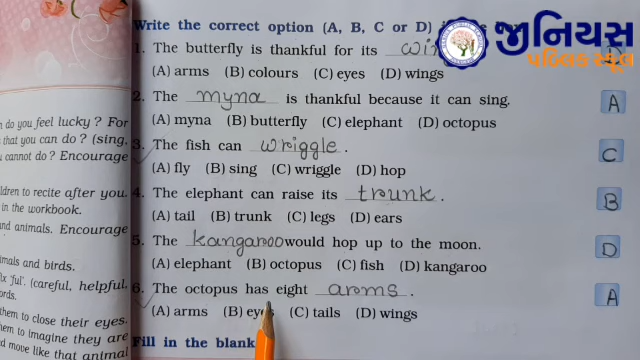 Write the correct option (A, B, C or D) in the
જીનિયસ
પબ્લિક સ્કૂલ
1. The butterfly is thankful for its
(A) arms (B) colours (C) eyes (D) wings
2. The myna is thankful because it can sing. A
(A) myna (B) butterfly (C) elephant (D) octopus
3. The fish can wriggle. C
(A) fly (B) sing (C) wriggle (D) hop
4. The elephant can raise its trunk. B
(A) tail (B) trunk (C) legs (D) ears
5. The kangaroo would hop up to the moon. D
(A) elephant (B) octopus (C) fish (D) kangaroo
6. The octopus has eight arms. A
(A) arms (B) eyes (C) tails (D) wings
Fill in the blank
do you feel lucky? For
that you can do? (sing,
cannot do? Encourage
to recite after you.
in the workbook.
and animals. Encourage
animals and birds.
'ful'. (careful, helpful,
to close their eyes.
to imagine they are
move like that animal